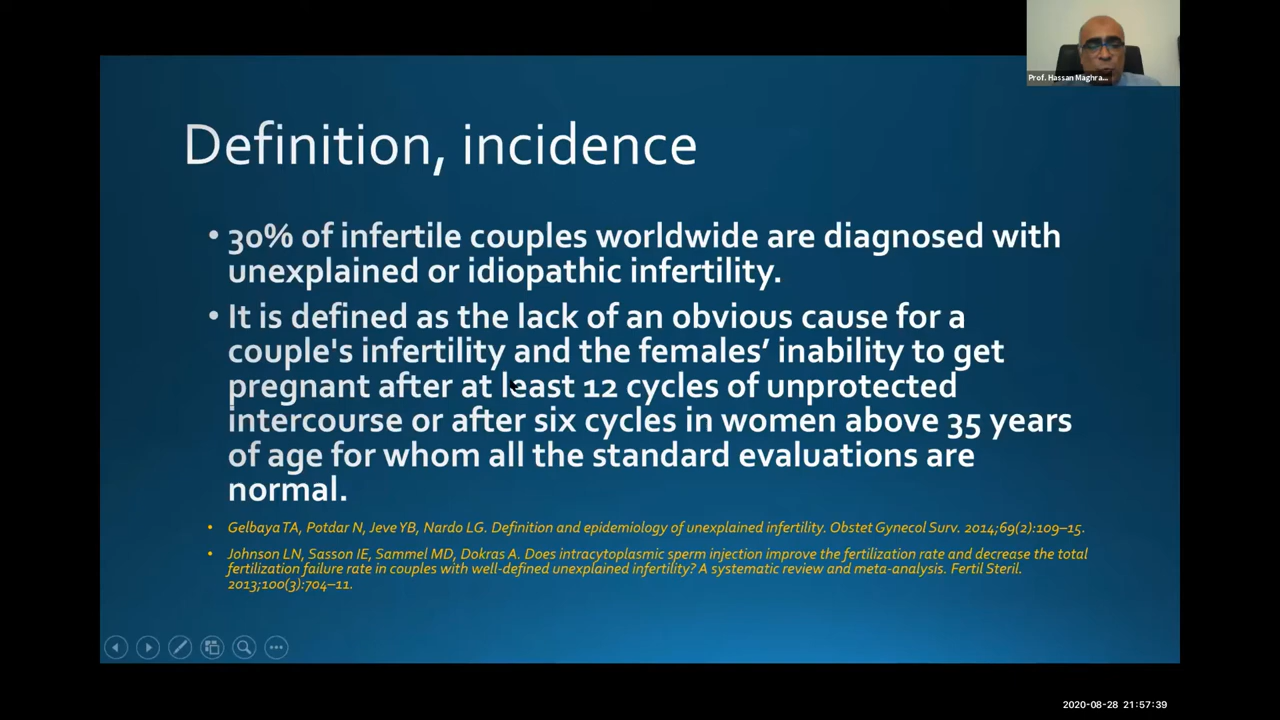 Prof. Hassan Maghra...
Definition, incidence
• 30% of infertile couples worldwide are diagnosed with
unexplained or idiopathic infertility.
• It is defined as the lack of an obvious cause for a
couple's infertility and the females’ inability to get
pregnant after at least 12 cycles of unprotected
intercourse or after six cycles in women above 35 years
of age for whom all the standard evaluations are
normal.
• Gelbaya TA, Potdar N, Jeve YB, Nardo LG. Definition and epidemiology of unexplained infertility. Obstet Gynecol Surv. 2014;69(2):109–15.
• Johnson LN, Sasson IE, Sammel MD, Dokras A. Does intracytoplasmic sperm injection improve the fertilization rate and decrease the total
fertilization failure rate in couples with well-defined unexplained infertility? A systematic review and meta-analysis. Fertil Steril.
2013;100(3):704–11.
2020-08-28 21:57:39